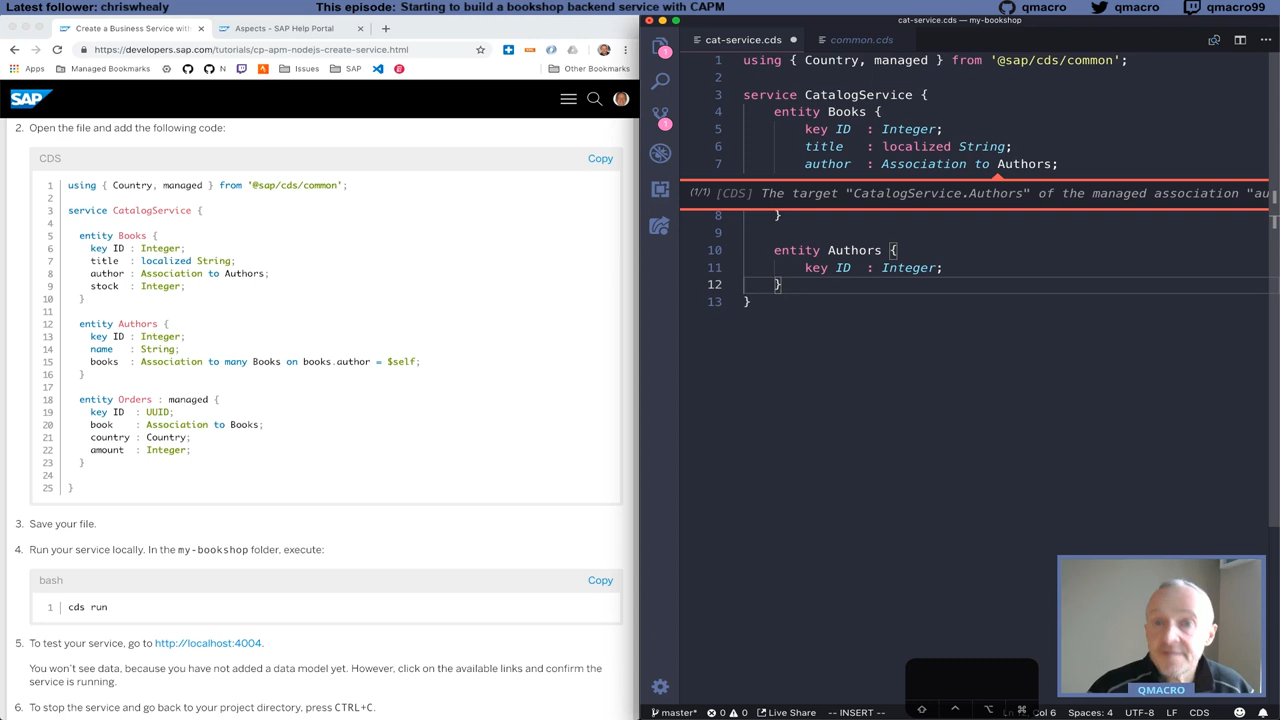 Latest follower: chriswhealy This episode: Starting to build a bookshop backend service with CAPM qmacro qmacro qmacro99
Create a Business Service with
Aspects - SAP Help Portal
https://developers.sap.com/tutorials/cp-apm-nodejs-create-service.html
Apps Managed Bookmarks N Issues SAP Other Bookmarks
SAP
2. Open the file and add the following code:
CDS Copy
1 using { Country, managed } from '@sap/cds/common';
2
3 service CatalogService {
4
5 entity Books {
6 key ID : Integer;
7 title : localized String;
8 author : Association to Authors;
9 stock : Integer;
10 }
11
12 entity Authors {
13 key ID : Integer;
14 name : String;
15 books : Association to many Books on books.author = $self;
16 }
17
18 entity Orders : managed {
19 key ID : UUID;
20 book : Association to Books;
21 country : Country;
22 amount : Integer;
23 }
24
25 }
3. Save your file.
4. Run your service locally. In the my-bookshop folder, execute:
bash Copy
1 cds run
5. To test your service, go to http://localhost:4004.
You won't see data, because you have not added a data model yet. However, click on the available links and confirm the
service is running.
6. To stop the service and go back to your project directory, press CTRL+C.
cat-service.cds — my-bookshop
cat-service.cds common.cds
1 using { Country, managed } from '@sap/cds/common';
2
3 service CatalogService {
4 entity Books {
5 key ID : Integer;
6 title : localized String;
7 author : Association to Authors;
(1/1) [CDS] The target "CatalogService.Authors" of the managed association "au
8 }
9
10 entity Authors {
11 key ID : Integer;
12 }
13 }
1
1
QMACRO
master* 0 0 Live Share -- INSERT -- Col 6 Spaces: 4 UTF-8 LF CDS